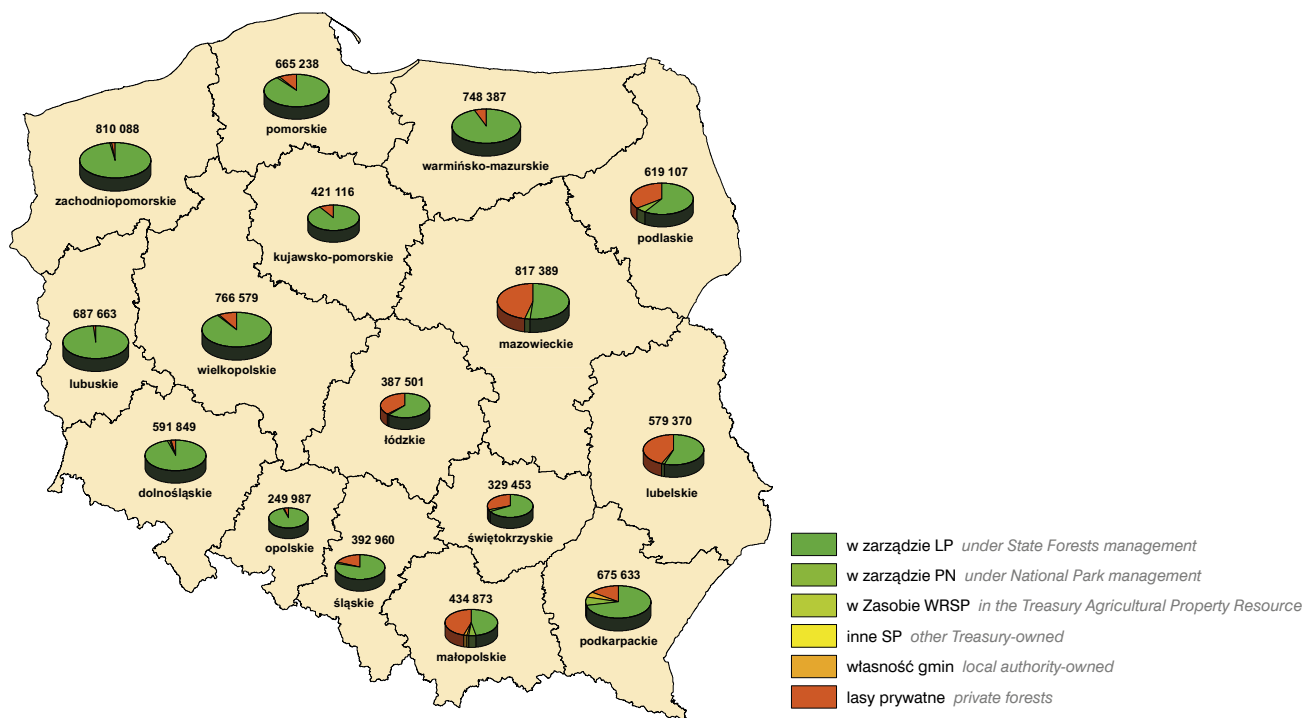 665 238
pomorskie
748 387
warmińsko-mazurskie
810 088
zachodniopomorskie
619 107
podlaskie
421 116
kujawsko-pomorskie
817 389
mazowieckie
687 663
lubuskie
766 579
wielkopolskie
387 501
łódzkie
579 370
lubelskie
591 849
dolnośląskie
249 987
opolskie
329 453
świętokrzyskie
392 960
śląskie
434 873
małopolskie
675 633
podkarpackie
w zarządzie LP under State Forests management
w zarządzie PN under National Park management
w Zasobie WRSP in the Treasury Agricultural Property Resource
inne SP other Treasury-owned
własność gmin local authority-owned
lasy prywatne private forests